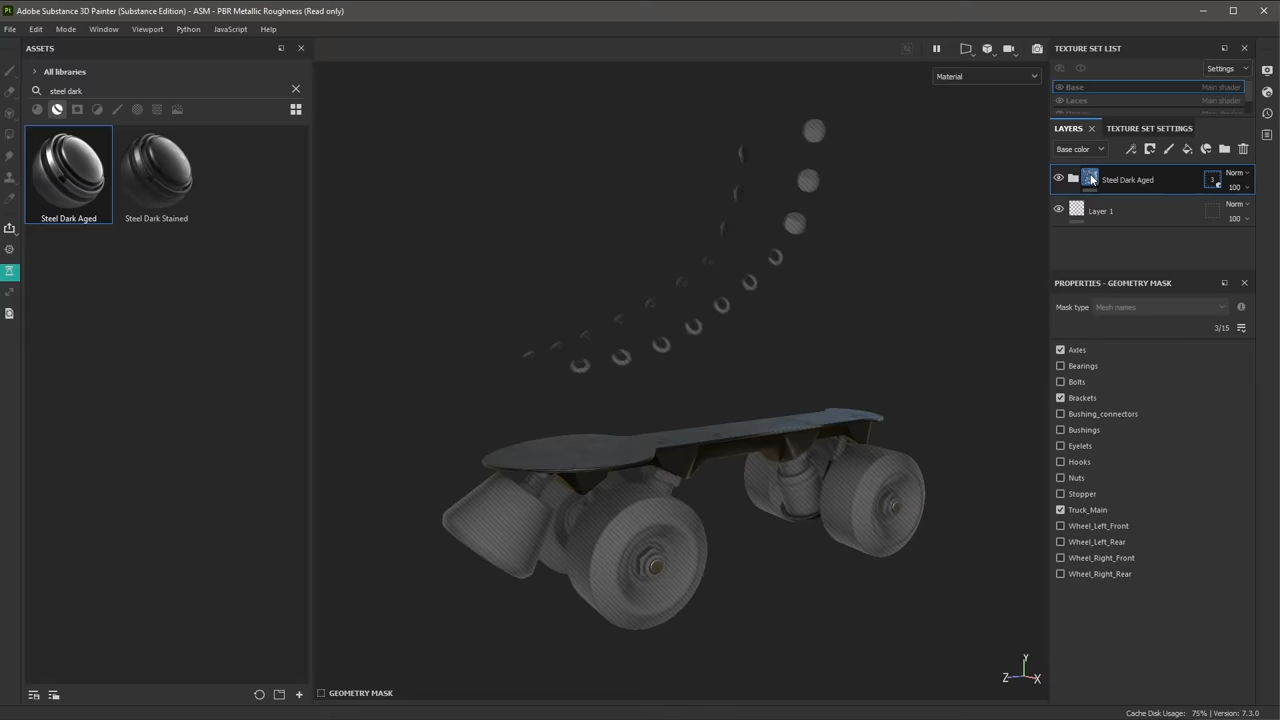 Pt Adobe Substance 3D Painter (Substance Edition) - ASM - PBR Metallic Roughness (Read only)
File Edit Mode Window Viewport Python JavaScript Help
ASSETS
All libraries
steel dark
Steel Dark Aged
Steel Dark Stained
Material
GEOMETRY MASK
Y
Z X
TEXTURE SET LIST
Settings
Base Main shader
Laces Main shader
LAYERS TEXTURE SET SETTINGS
Base color
Steel Dark Aged 3 Norm
100
Layer 1 Norm
100
PROPERTIES - GEOMETRY MASK
Mask type Mesh names
3/15
Axles
Bearings
Bolts
Brackets
Bushing_connectors
Bushings
Eyelets
Hooks
Nuts
Stopper
Truck_Main
Wheel_Left_Front
Wheel_Left_Rear
Wheel_Right_Front
Wheel_Right_Rear
Cache Disk Usage: 75% | Version: 7.3.0